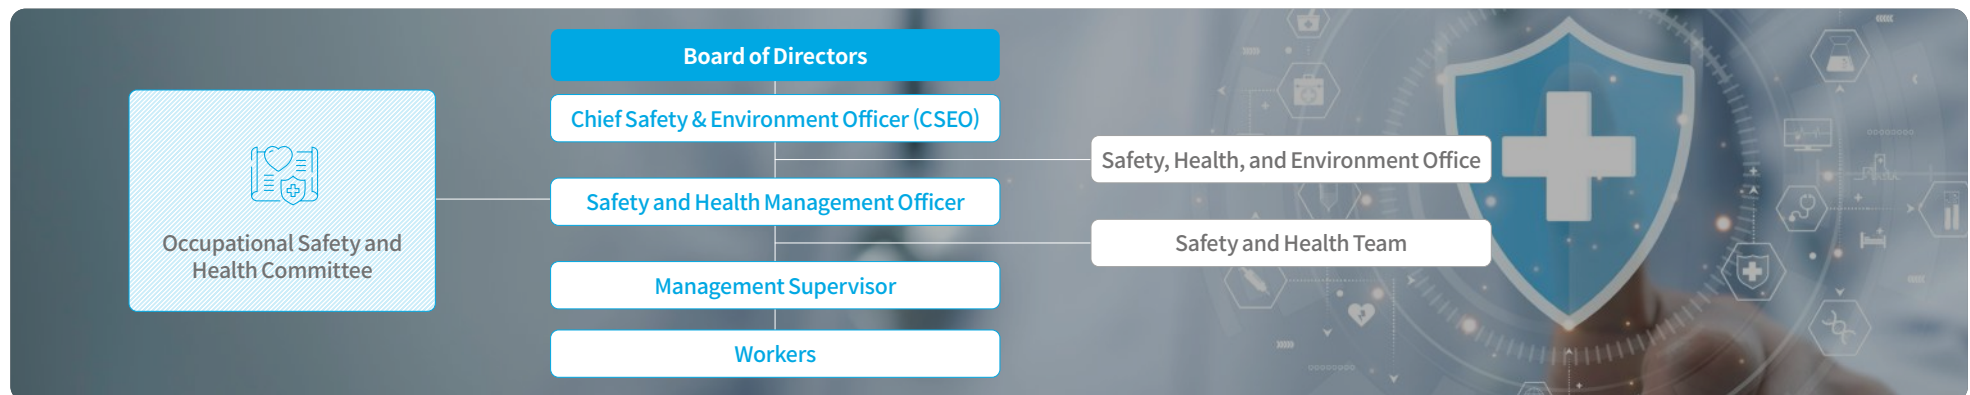 Board of Directors
Chief Safety & Environment Officer (CSEO)
Safety, Health, and Environment Office
Safety and Health Management Officer
Occupational Safety and
Health Committee
Safety and Health Team
Management Supervisor
Workers